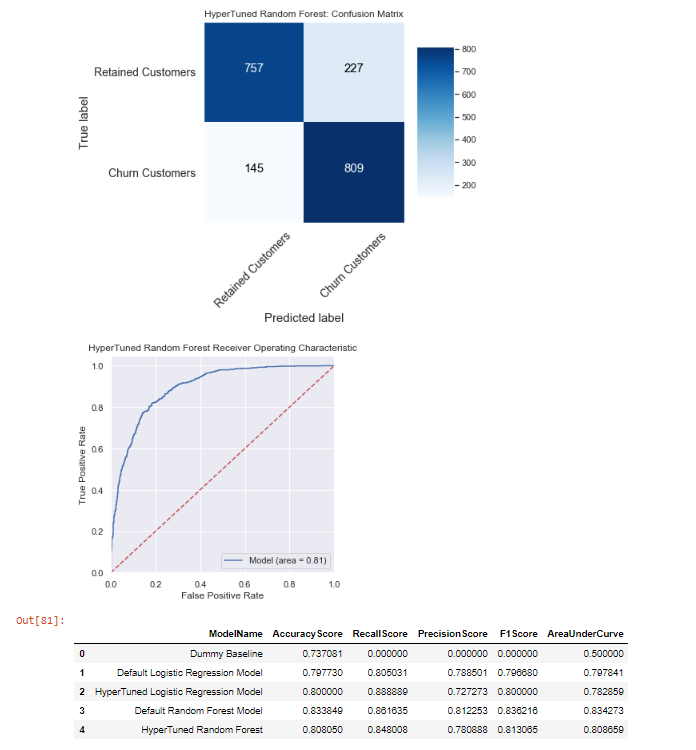 HyperTuned Random Forest: Confusion Matrix
True label
Retained Customers
757 227
Churn Customers
145 809
800
700
600
500
400
300
200
Retained Customers
Churn Customers
Predicted label
HyperTuned Random Forest Receiver Operating Characteristic
True Positive Rate
1.0
0.8
0.6
0.4
0.2
0.0
Model (area = 0.81)
0.0 0.2 0.4 0.6 0.8 1.0
False Positive Rate
Out[81]:
ModelName AccuracyScore RecallScore PrecisionScore F1Score AreaUnderCurve
0 Dummy Baseline 0.737081 0.000000 0.000000 0.000000 0.500000
1 Default Logistic Regression Model 0.797730 0.805031 0.788501 0.796680 0.797841
2 HyperTuned Logistic Regression Model 0.800000 0.888889 0.727273 0.800000 0.782859
3 Default Random Forest Model 0.833849 0.861635 0.812253 0.836216 0.834273
4 HyperTuned Random Forest 0.808050 0.848008 0.780888 0.813065 0.808659